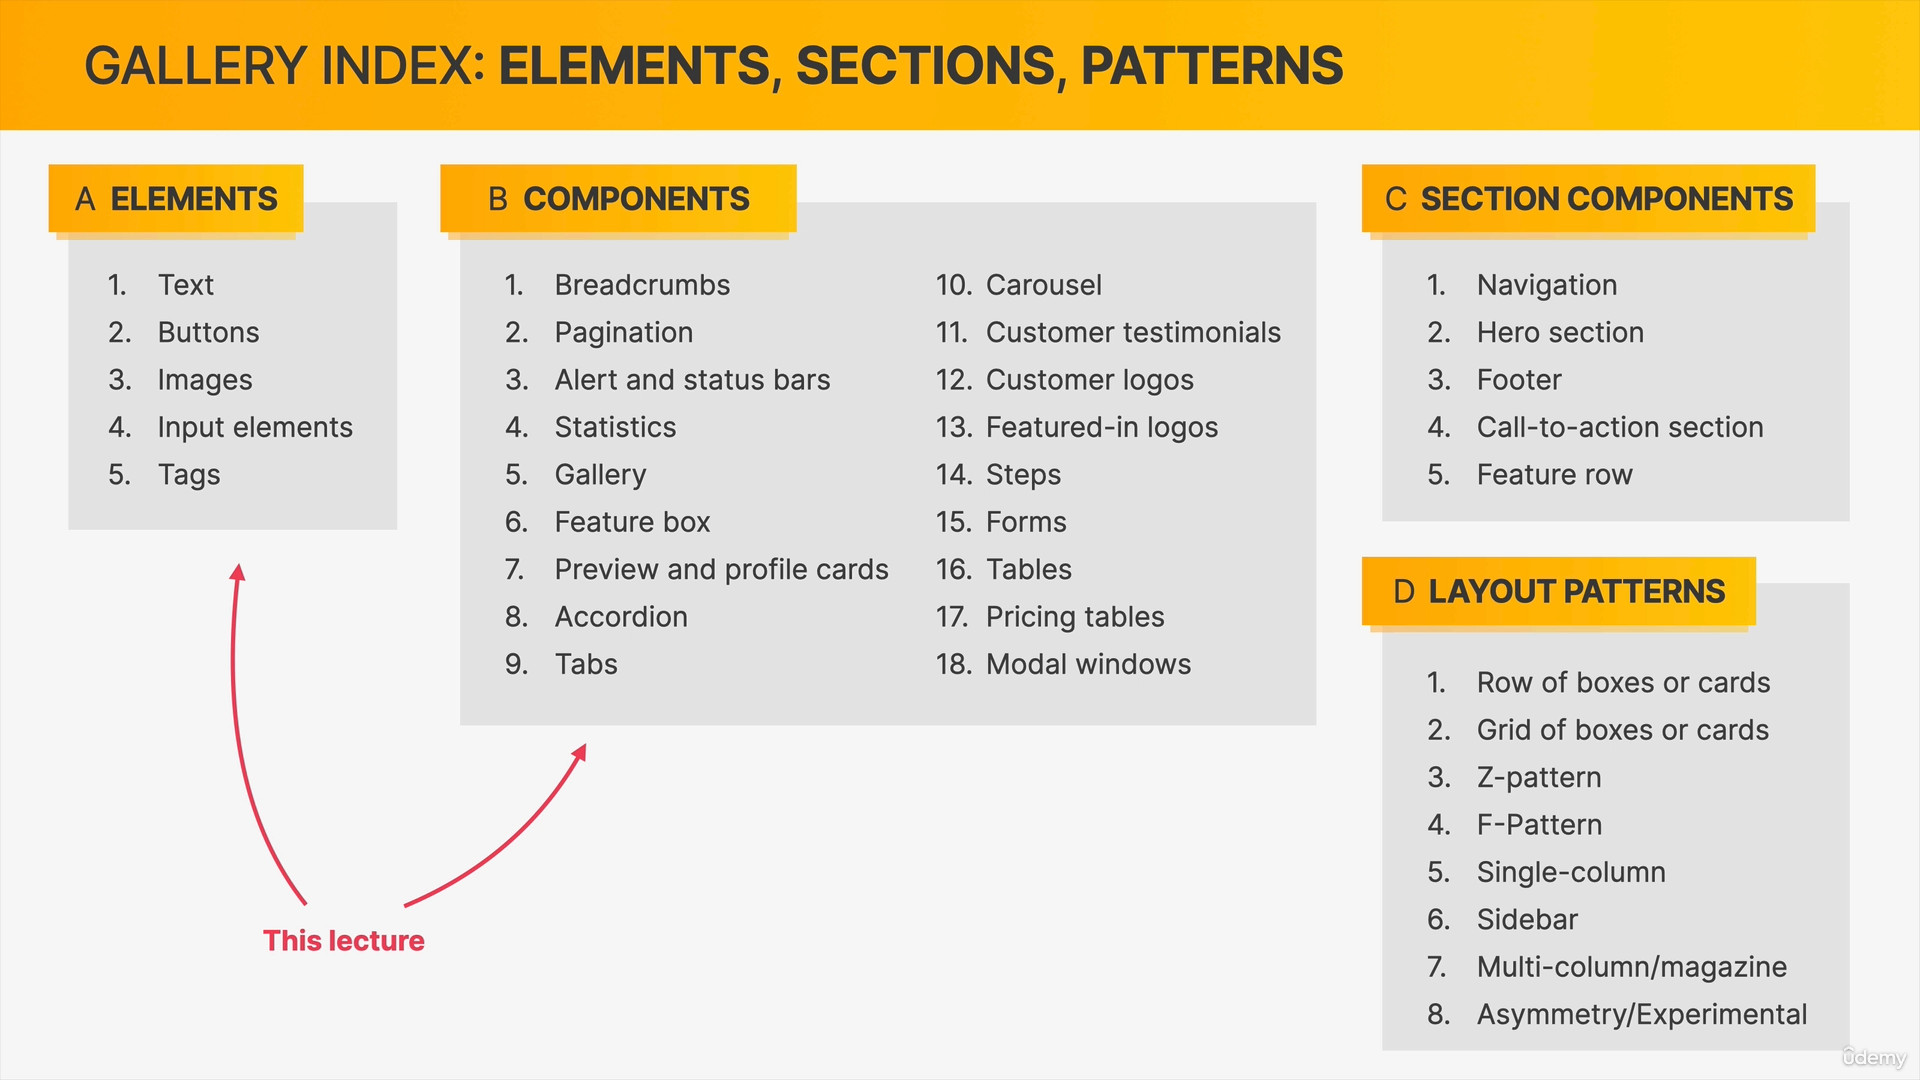 GALLERY INDEX: ELEMENTS, SECTIONS, PATTERNS
A ELEMENTS
1. Text
2. Buttons
3. Images
4. Input elements
5. Tags
B COMPONENTS
1. Breadcrumbs
2. Pagination
3. Alert and status bars
4. Statistics
5. Gallery
6. Feature box
7. Preview and profile cards
8. Accordion
9. Tabs
10. Carousel
11. Customer testimonials
12. Customer logos
13. Featured-in logos
14. Steps
15. Forms
16. Tables
17. Pricing tables
18. Modal windows
C SECTION COMPONENTS
1. Navigation
2. Hero section
3. Footer
4. Call-to-action section
5. Feature row
D LAYOUT PATTERNS
1. Row of boxes or cards
2. Grid of boxes or cards
3. Z-pattern
4. F-Pattern
5. Single-column
6. Sidebar
7. Multi-column/magazine
8. Asymmetry/Experimental
This lecture
ûdemy